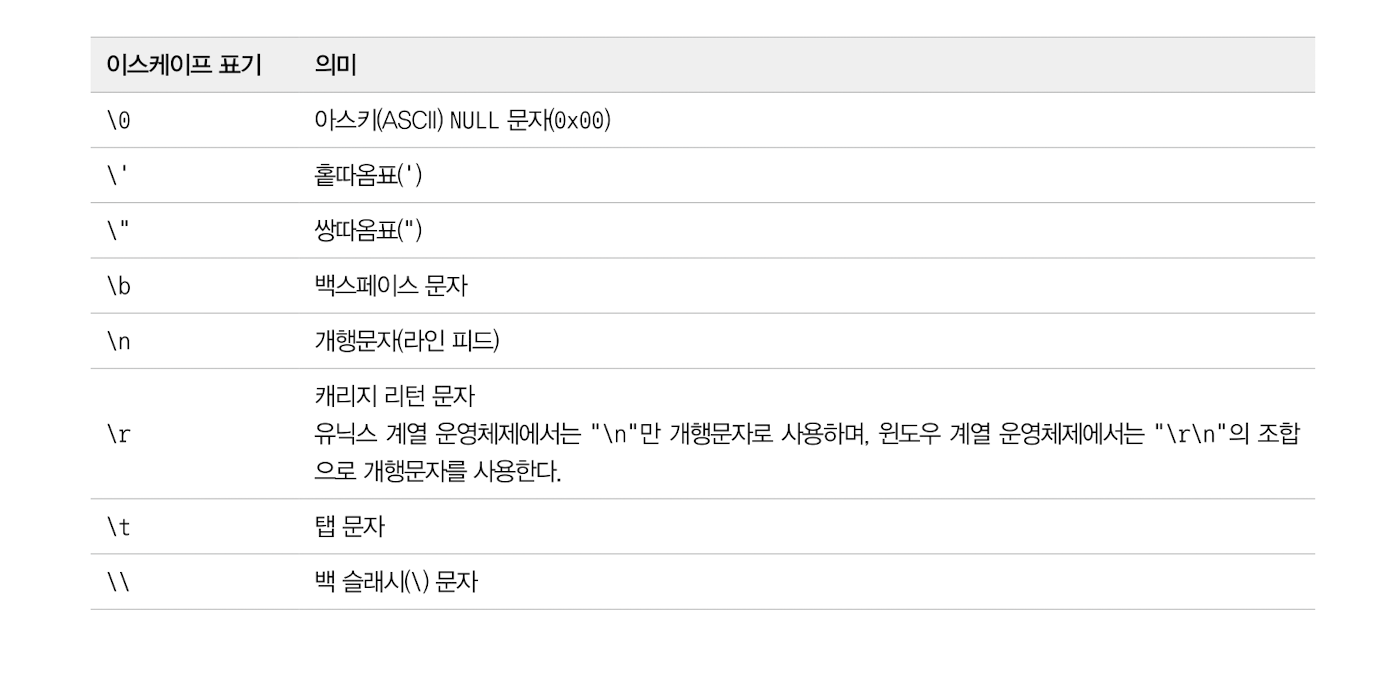 이스케이프 표기 의미
\0 아스키(ASCII) NULL 문자(0x00)
\' 홑따옴표(')
\" 쌍따옴표(")
\b 백스페이스 문자
\n 개행문자(라인 피드)
캐리지 리턴 문자
\r 유닉스 계열 운영체제에서는 "\n"만 개행문자로 사용하며, 윈도우 계열 운영체제에서는 "\r\n"의 조합
으로 개행문자를 사용한다.
\t 탭 문자
\\ 백 슬래시(\) 문자